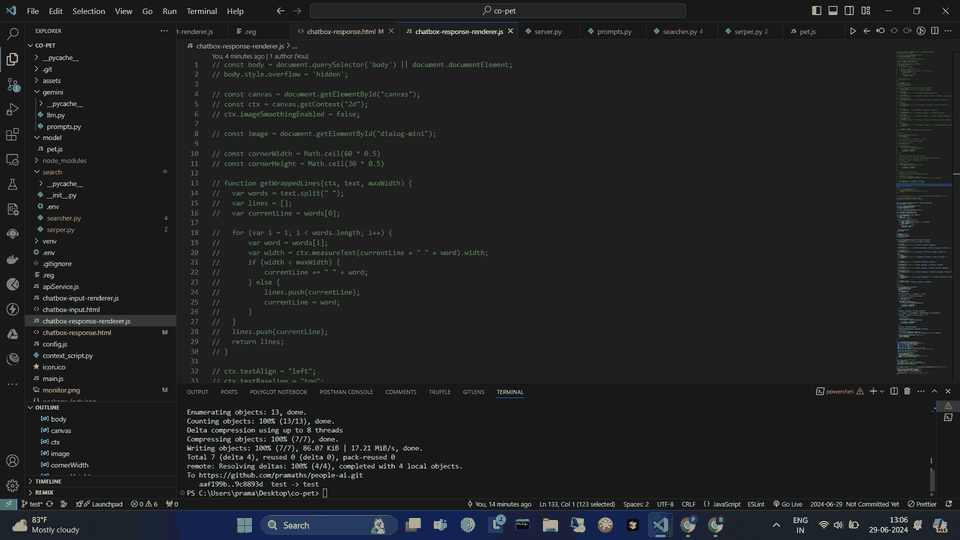 File Edit Selection View Go Run Terminal Help
co-pet
EXPLORER
CO-PET
__pycache__
.git
assets
gemini
__pycache__
llm.py
prompts.py
model
pet.js
node_modules
search
__pycache__
__init__.py
.env
searcher.py 4
serper.py 2
venv
.env
.gitignore
.reg
apiService.js
chatbox-input-renderer.js
chatbox-input.html
chatbox-response-renderer.js
chatbox-response.html M
config.js
context_script.py
icon.ico
main.js
monitor.png M
OUTLINE
body
canvas
ctx
image
cornerWidth
TIMELINE
REMIX
t-renderer.js .reg chatbox-response.html M chatbox-response-renderer.js server.py prompts.py searcher.py 4 serper.py 2 pet.js
chatbox-response-renderer.js > ...
You, 4 minutes ago | 1 author (You)
1 // const body = document.querySelector('body') || document.documentElement;
2 // body.style.overflow = 'hidden';
3
4 // const canvas = document.getElementById("canvas");
5 // const ctx = canvas.getContext("2d");
6 // ctx.imageSmoothingEnabled = false;
7
8 // const image = document.getElementById("dialog-mini");
9
10 // const cornerWidth = Math.ceil(60 * 0.5)
11 // const cornerHeight = Math.ceil(30 * 0.5)
12
13 // function getWrappedLines(ctx, text, maxWidth) {
14 // var words = text.split(" ");
15 // var lines = [];
16 // var currentLine = words[0];
17
18 // for (var i = 1; i < words.length; i++) {
19 // var word = words[i];
20 // var width = ctx.measureText(currentLine + " " + word).width;
21 // if (width < maxWidth) {
22 // currentLine += " " + word;
23 // } else {
24 // lines.push(currentLine);
25 // currentLine = word;
26 // }
27 // }
28 // lines.push(currentLine);
29 // return lines;
30 // }
31
32 // ctx.textAlign = "left";
33 // ctx.textBaseline = "top";
OUTPUT PORTS POLYGLOT NOTEBOOK POSTMAN CONSOLE COMMENTS TRUFFLE GITLENS TERMINAL
powershell
Enumerating objects: 13, done.
Counting objects: 100% (13/13), done.
Delta compression using up to 8 threads
Compressing objects: 100% (7/7), done.
Writing objects: 100% (7/7), 86.07 KiB | 17.21 MiB/s, done.
Total 7 (delta 4), reused 0 (delta 0), pack-reused 0
remote: Resolving deltas: 100% (4/4), completed with 4 local objects.
To https://github.com/pramaths/people-ai.git
aaf199b..9c8893d test -> test
PS C:\Users\prama\Desktop\co-pet>
test* Launchpad 0 6 0 You, 14 minutes ago Ln 133, Col 1 (123 selected) Spaces: 2 UTF-8 CRLF {} JavaScript ESLint Go Live 2024-06-29 Not Committed Yet Prettier
83°F
Mostly cloudy
Search
ENG
IN
13:06
29-06-2024